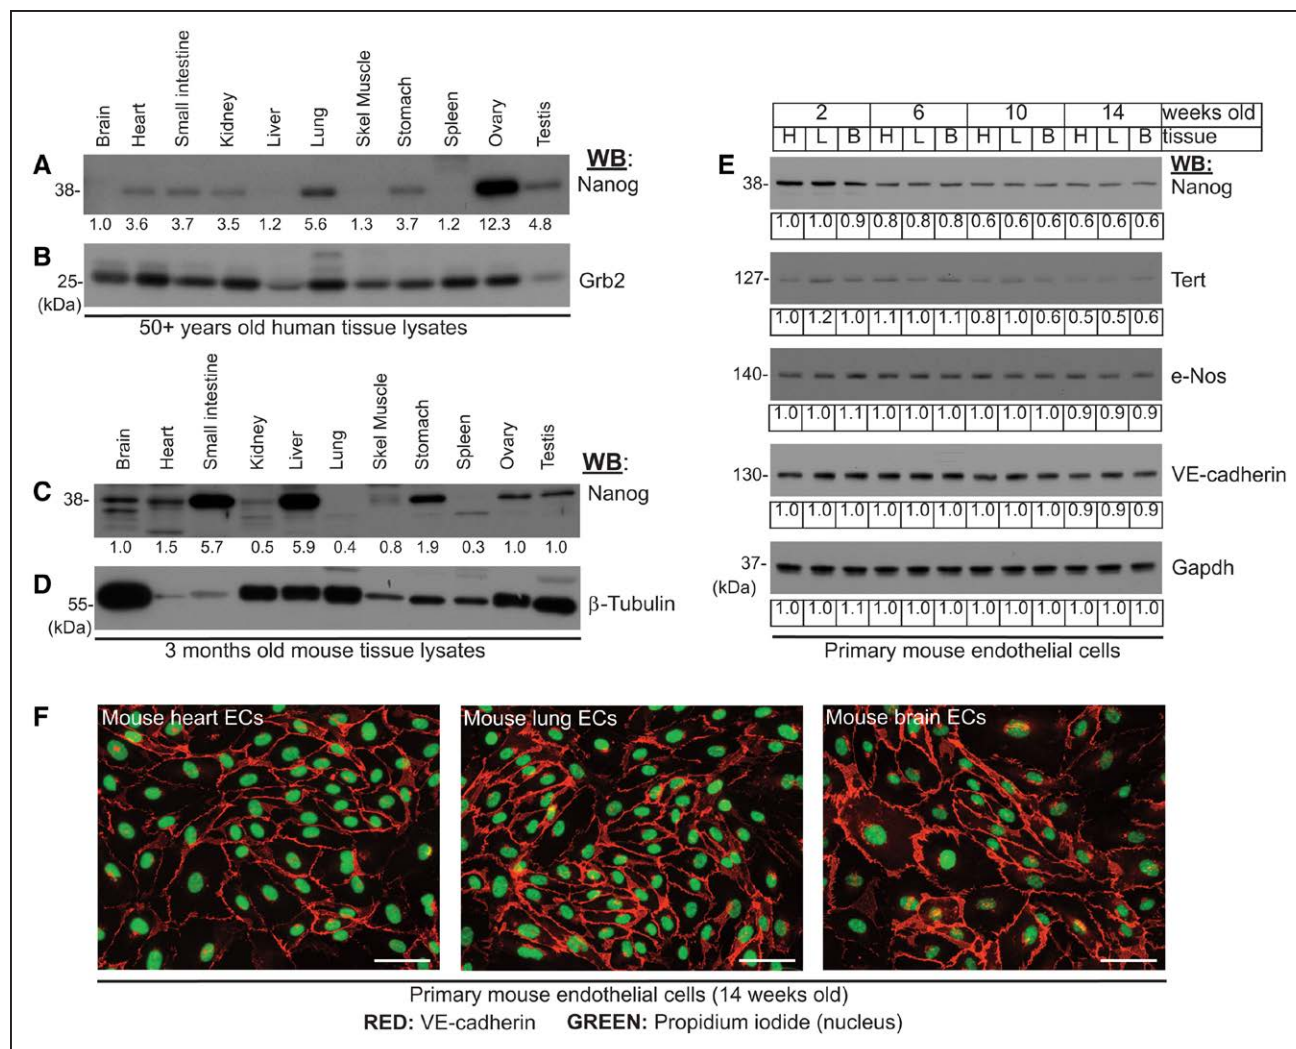 Brain Heart Small intestine Kidney Liver Lung Skel Muscle Stomach Spleen Ovary Testis
A
WB:
38-
Nanog
1.0 3.6 3.7 3.5 1.2 5.6 1.3 3.7 1.2 12.3 4.8
B
25-
Grb2
(kDa)
50+ years old human tissue lysates
Brain Heart Small intestine Kidney Liver Lung Skel Muscle Stomach Spleen Ovary Testis
WB:
C
38-
Nanog
1.0 1.5 5.7 0.5 5.9 0.4 0.8 1.9 0.3 1.0 1.0
D
55-
β-Tubulin
(kDa)
3 months old mouse tissue lysates
2 6 10 14 weeks old
H L B H L B H L B H L B tissue
E
WB:
38-
Nanog
1.0 1.0 0.9 0.8 0.8 0.8 0.6 0.6 0.6 0.6 0.6 0.6
127-
Tert
1.0 1.2 1.0 1.1 1.0 1.1 0.8 1.0 0.6 0.5 0.5 0.6
140-
e-Nos
1.0 1.0 1.1 1.0 1.0 1.0 1.0 1.0 1.0 0.9 0.9 0.9
130-
VE-cadherin
1.0 1.0 1.0 1.0 1.0 1.0 1.0 1.0 1.0 0.9 0.9 0.9
37-
Gapdh
(kDa)
1.0 1.0 1.1 1.0 1.0 1.0 1.0 1.0 1.0 1.0 1.0 1.0
Primary mouse endothelial cells
F
Mouse heart ECs
Mouse lung ECs
Mouse brain ECs
Primary mouse endothelial cells (14 weeks old)
RED: VE-cadherin GREEN: Propidium iodide (nucleus)